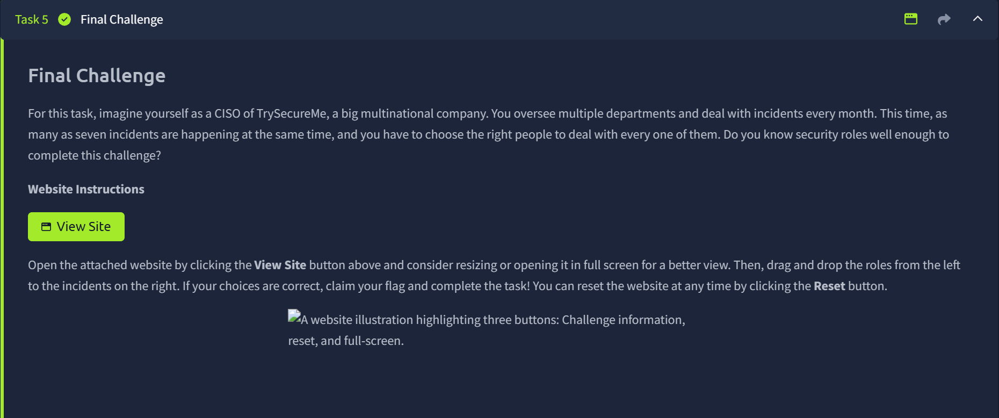 Task 5 Final Challenge
Final Challenge
For this task, imagine yourself as a CISO of TrySecureMe, a big multinational company. You oversee multiple departments and deal with incidents every month. This time, as
many as seven incidents are happening at the same time, and you have to choose the right people to deal with every one of them. Do you know security roles well enough to
complete this challenge?
Website Instructions
View Site
Open the attached website by clicking the View Site button above and consider resizing or opening it in full screen for a better view. Then, drag and drop the roles from the left
to the incidents on the right. If your choices are correct, claim your flag and complete the task! You can reset the website at any time by clicking the Reset button.
A website illustration highlighting three buttons: Challenge information,
reset, and full-screen.